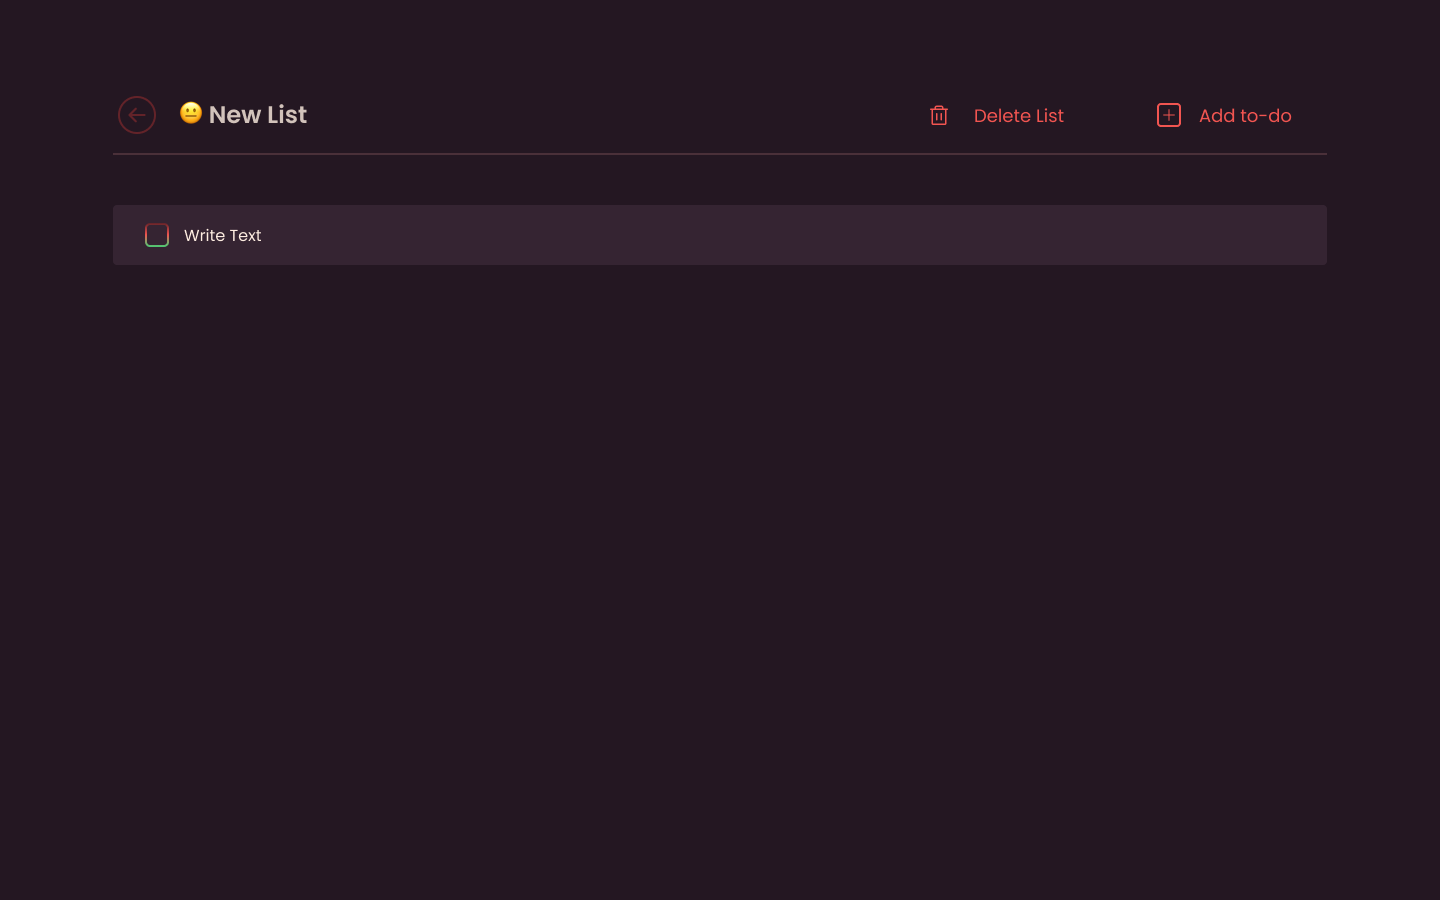 😐 New List
Delete List
Add to-do
Write Text